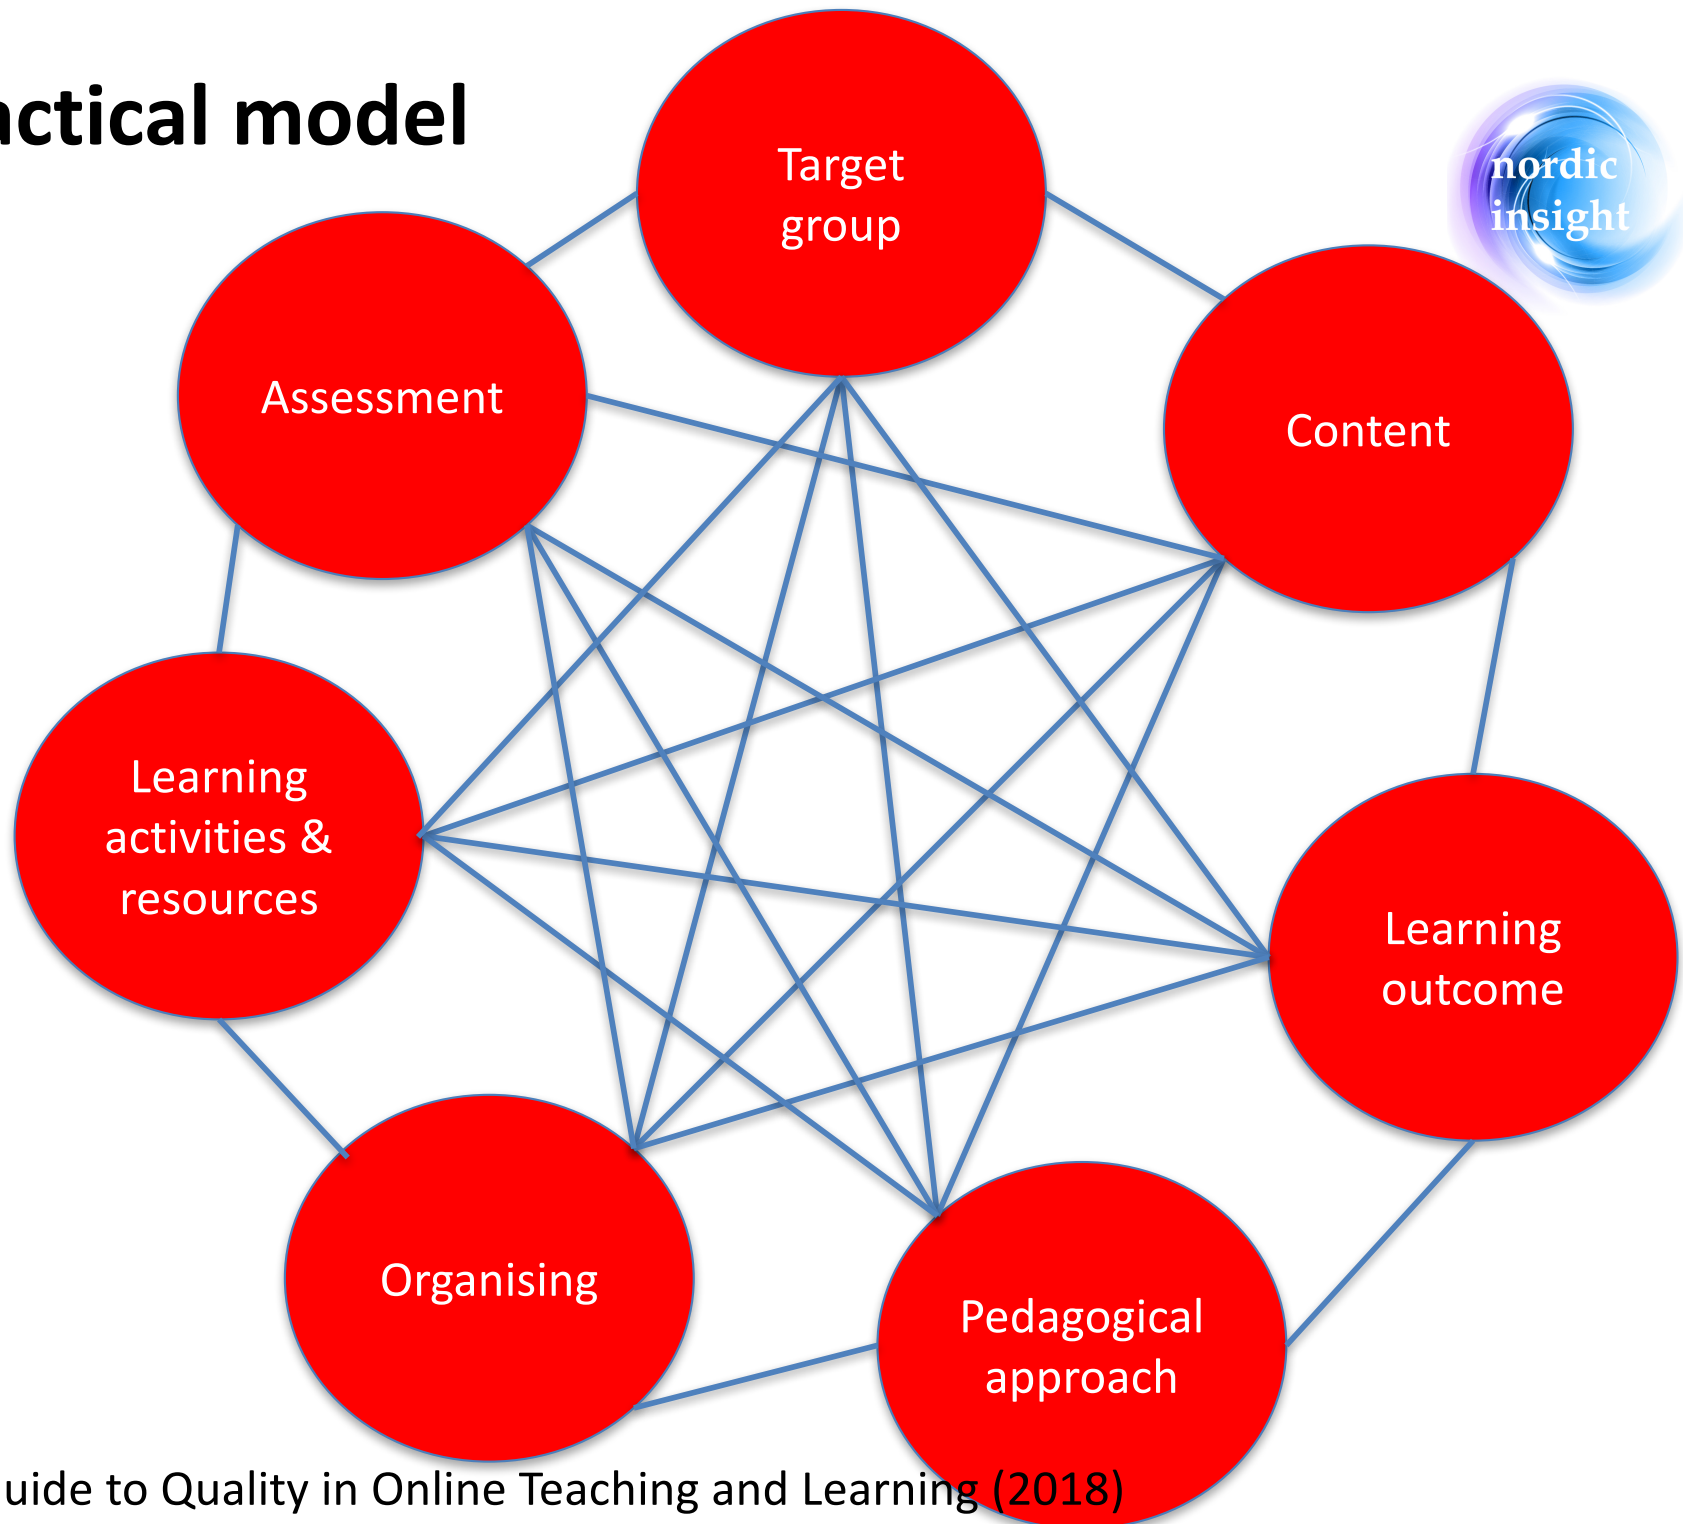 actical model
Target
group
nordic
insight
Assessment
Content
Learning
activities &
resources
Learning
outcome
Organising
Pedagogical
approach
uide to Quality in Online Teaching and Learning (2018)